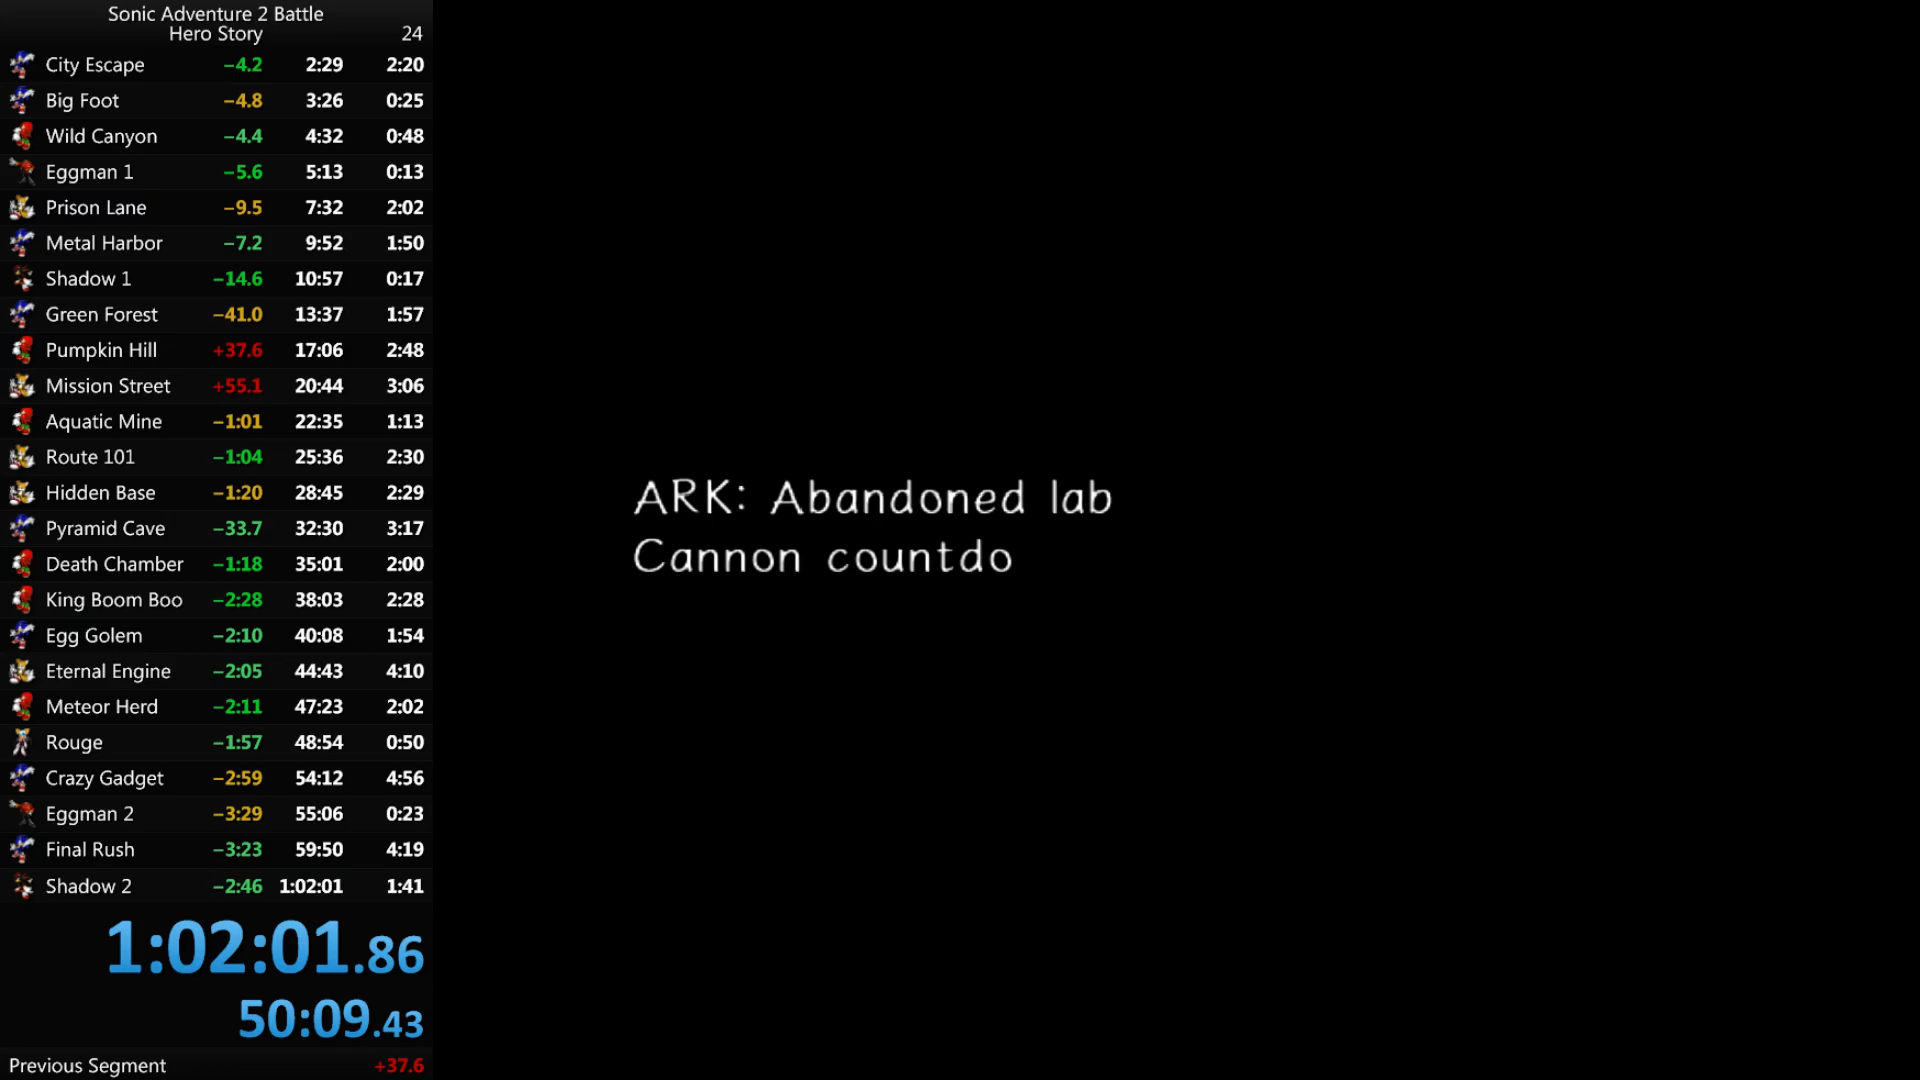 Sonic Adventure 2 Battle
Hero Story 24
City Escape −4.2 2:29 2:20
Big Foot −4.8 3:26 0:25
Wild Canyon −4.4 4:32 0:48
Eggman 1 −5.6 5:13 0:13
Prison Lane −9.5 7:32 2:02
Metal Harbor −7.2 9:52 1:50
Shadow 1 −14.6 10:57 0:17
Green Forest −41.0 13:37 1:57
Pumpkin Hill +37.6 17:06 2:48
Mission Street +55.1 20:44 3:06
Aquatic Mine −1:01 22:35 1:13
Route 101 −1:04 25:36 2:30
Hidden Base −1:20 28:45 2:29
Pyramid Cave −33.7 32:30 3:17
Death Chamber −1:18 35:01 2:00
King Boom Boo −2:28 38:03 2:28
Egg Golem −2:10 40:08 1:54
Eternal Engine −2:05 44:43 4:10
Meteor Herd −2:11 47:23 2:02
Rouge −1:57 48:54 0:50
Crazy Gadget −2:59 54:12 4:56
Eggman 2 −3:29 55:06 0:23
Final Rush −3:23 59:50 4:19
Shadow 2 −2:46 1:02:01 1:41
1:02:01.86
50:09.43
Previous Segment +37.6
ARK: Abandoned lab
Cannon countdo